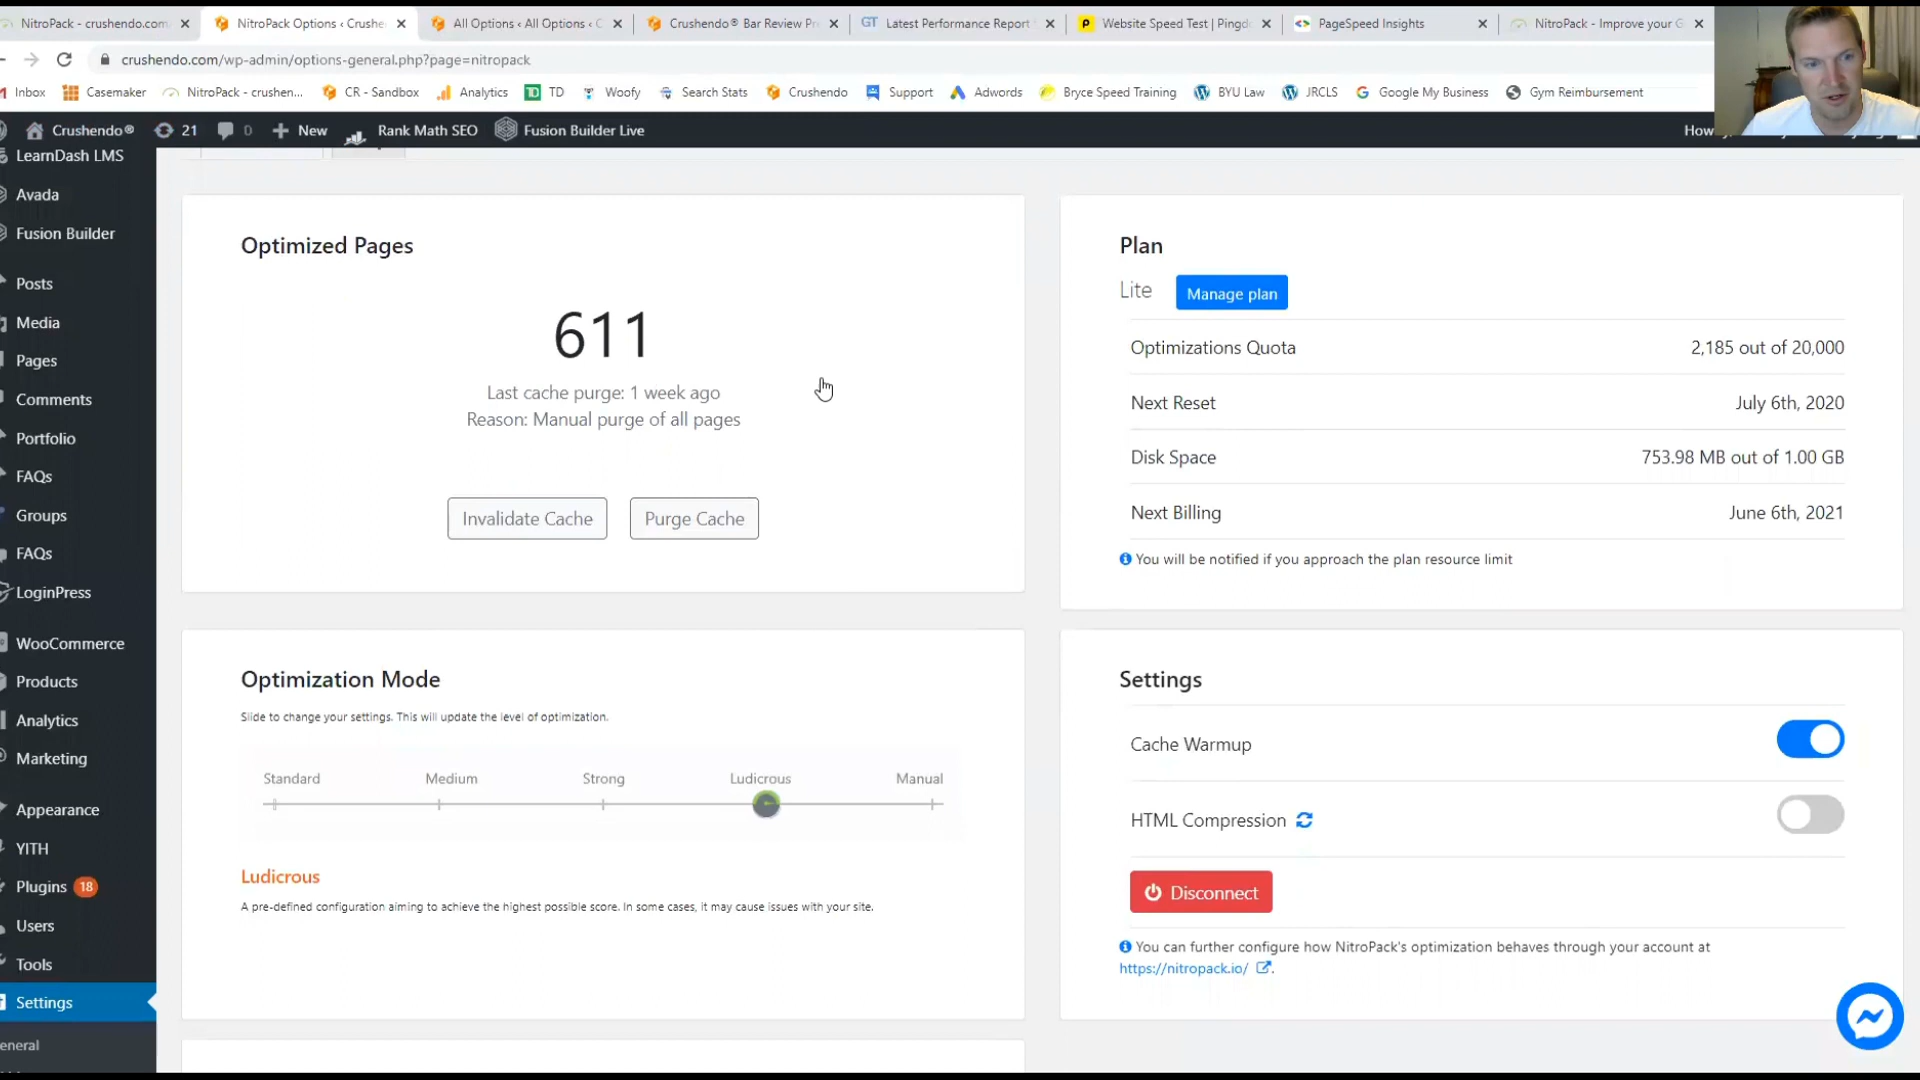 NitroPack - crushendo.com
NitroPack Options ‹ Crushe
All Options ‹ All Options ‹ C
Crushendo® Bar Review Pr
Latest Performance Report
Website Speed Test | Pingdo
PageSpeed Insights
NitroPack - Improve your G
crushendo.com/wp-admin/options-general.php?page=nitropack
Inbox
Casemaker
NitroPack - crushen...
CR - Sandbox
Analytics
TD
Woofy
Search Stats
Crushendo
Support
Adwords
Bryce Speed Training
BYU Law
JRCLS
Google My Business
Gym Reimbursement
Crushendo®
21
0
New
Rank Math SEO
Fusion Builder Live
LearnDash LMS
Avada
Fusion Builder
Posts
Media
Pages
Comments
Portfolio
FAQs
Groups
FAQs
LoginPress
WooCommerce
Products
Analytics
Marketing
Appearance
YITH
Plugins 18
Users
Tools
Settings
eneral
Optimized Pages
611
Last cache purge: 1 week ago
Reason: Manual purge of all pages
Invalidate Cache
Purge Cache
Plan
Lite
Manage plan
Optimizations Quota
2,185 out of 20,000
Next Reset
July 6th, 2020
Disk Space
753.98 MB out of 1.00 GB
Next Billing
June 6th, 2021
You will be notified if you approach the plan resource limit
Optimization Mode
Slide to change your settings. This will update the level of optimization.
Standard
Medium
Strong
Ludicrous
Manual
Ludicrous
A pre-defined configuration aiming to achieve the highest possible score. In some cases, it may cause issues with your site.
Settings
Cache Warmup
HTML Compression
Disconnect
You can further configure how NitroPack's optimization behaves through your account at
https://nitropack.io/ .